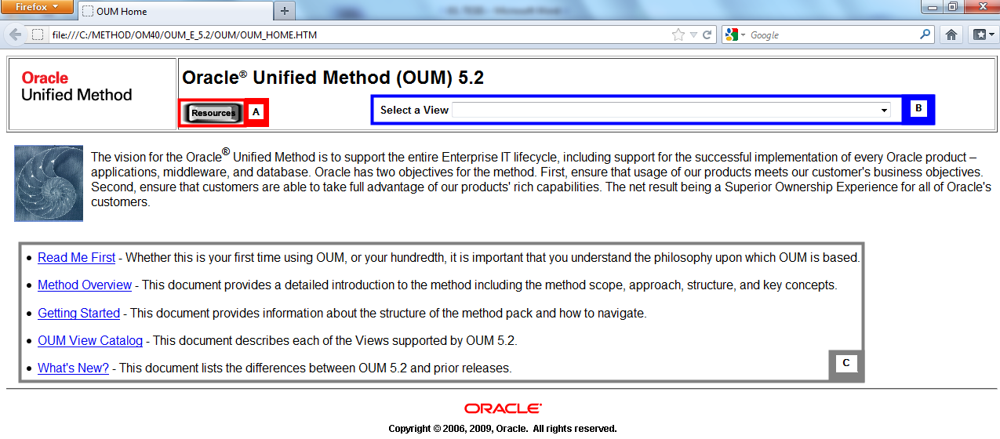 Firefox
OUM Home
file:///C:/METHOD/OM40/OUM_E_5.2/OUM/OUM_HOME.HTM
Google
Oracle
Unified Method
Oracle® Unified Method (OUM) 5.2
Resources A
Select a View B
The vision for the Oracle® Unified Method is to support the entire Enterprise IT lifecycle, including support for the successful implementation of every Oracle product –
applications, middleware, and database. Oracle has two objectives for the method. First, ensure that usage of our products meets our customer's business objectives.
Second, ensure that customers are able to take full advantage of our products' rich capabilities. The net result being a Superior Ownership Experience for all of Oracle's
customers.
• Read Me First - Whether this is your first time using OUM, or your hundredth, it is important that you understand the philosophy upon which OUM is based.
• Method Overview - This document provides a detailed introduction to the method including the method scope, approach, structure, and key concepts.
• Getting Started - This document provides information about the structure of the method pack and how to navigate.
• OUM View Catalog - This document describes each of the Views supported by OUM 5.2.
• What's New? - This document lists the differences between OUM 5.2 and prior releases.
C
ORACLE
Copyright © 2006, 2009, Oracle. All rights reserved.